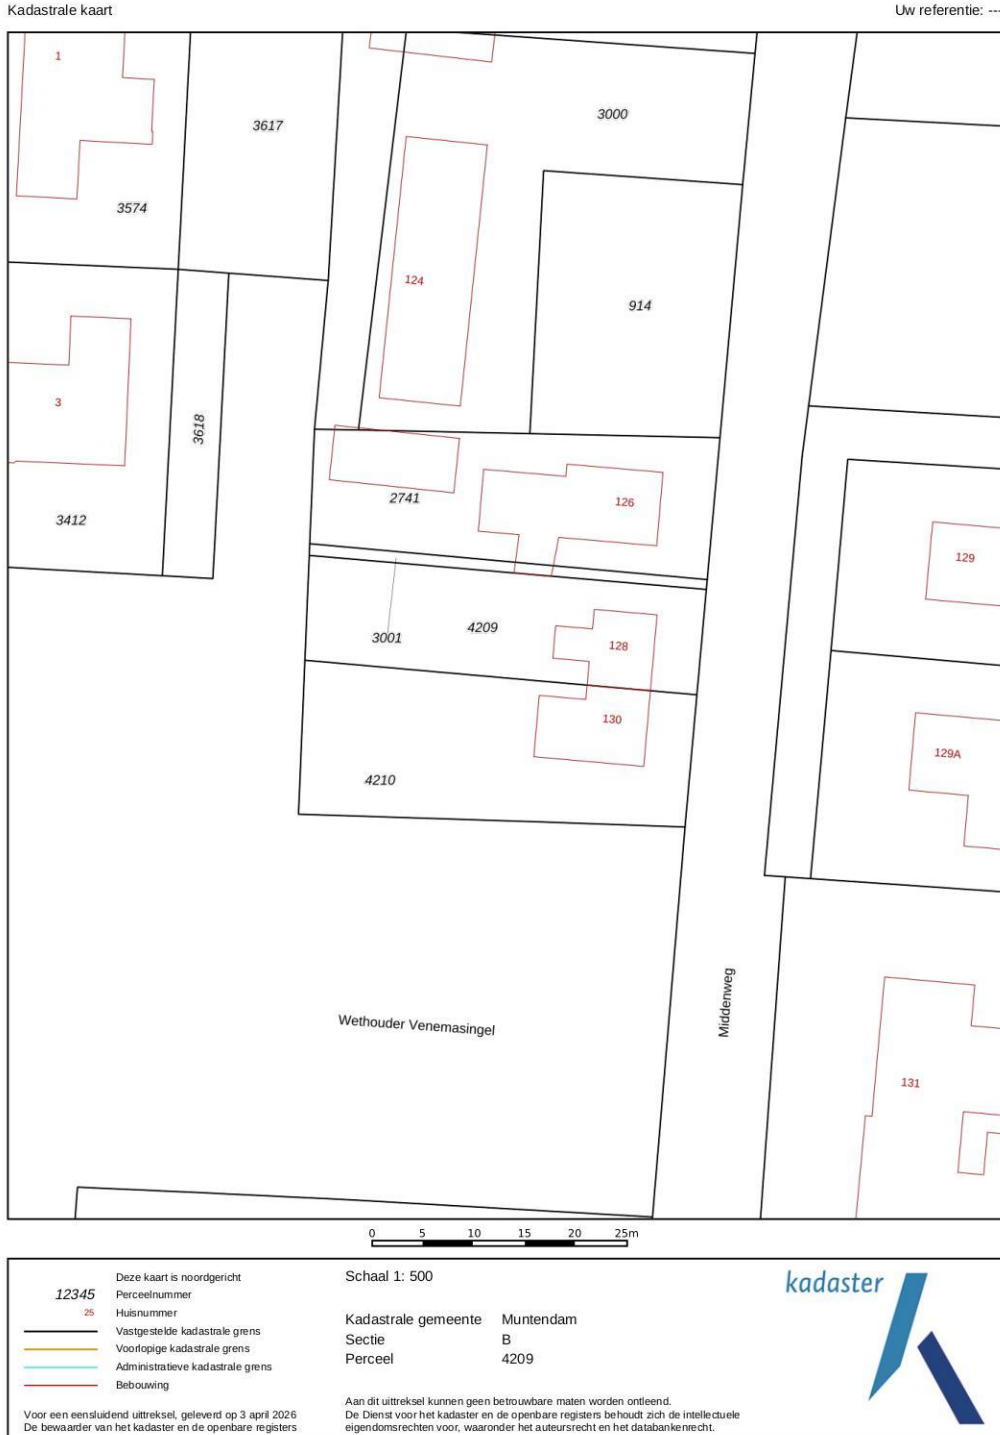 Kadastrale kaart
Uw referentie: --
1
3617
3000
3574
124
914
3
3618
2741
126
3412
129
3001
4209
128
130
129A
4210
Middenweg
Wethouder Venemasingel
131
0 5 10 15 20 25m
Deze kaart is noordgericht
12345 Perceelnummer
25 Huisnummer
Vastgestelde kadastrale grens
Voorlopige kadastrale grens
Administratieve kadastrale grens
Bebouwing
Voor een eensluidend uittreksel, geleverd op 3 april 2026
De bewaarder van het kadaster en de openbare registers
Schaal 1: 500
Kadastrale gemeente Muntendam
Sectie B
Perceel 4209
Aan dit uittreksel kunnen geen betrouwbare maten worden ontleend.
De Dienst voor het kadaster en de openbare registers behoudt zich de intellectuele
eigendomsrechten voor, waaronder het auteursrecht en het databankenrecht.
kadaster